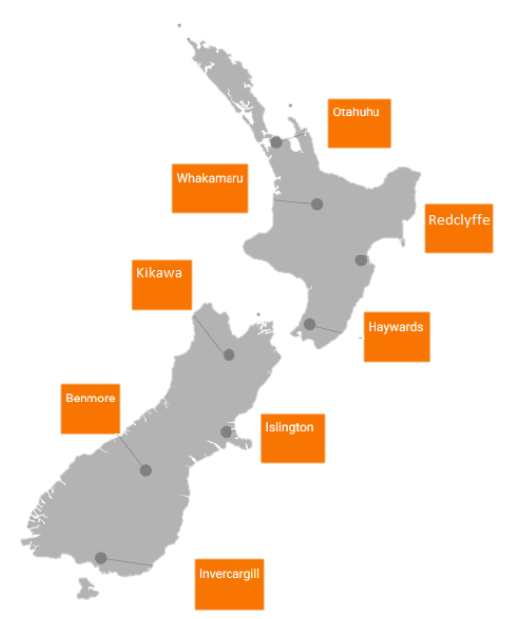 Otahuhu
Whakamaru
Redclyffe
Kikawa
Haywards
Benmore
Islington
Invercargill